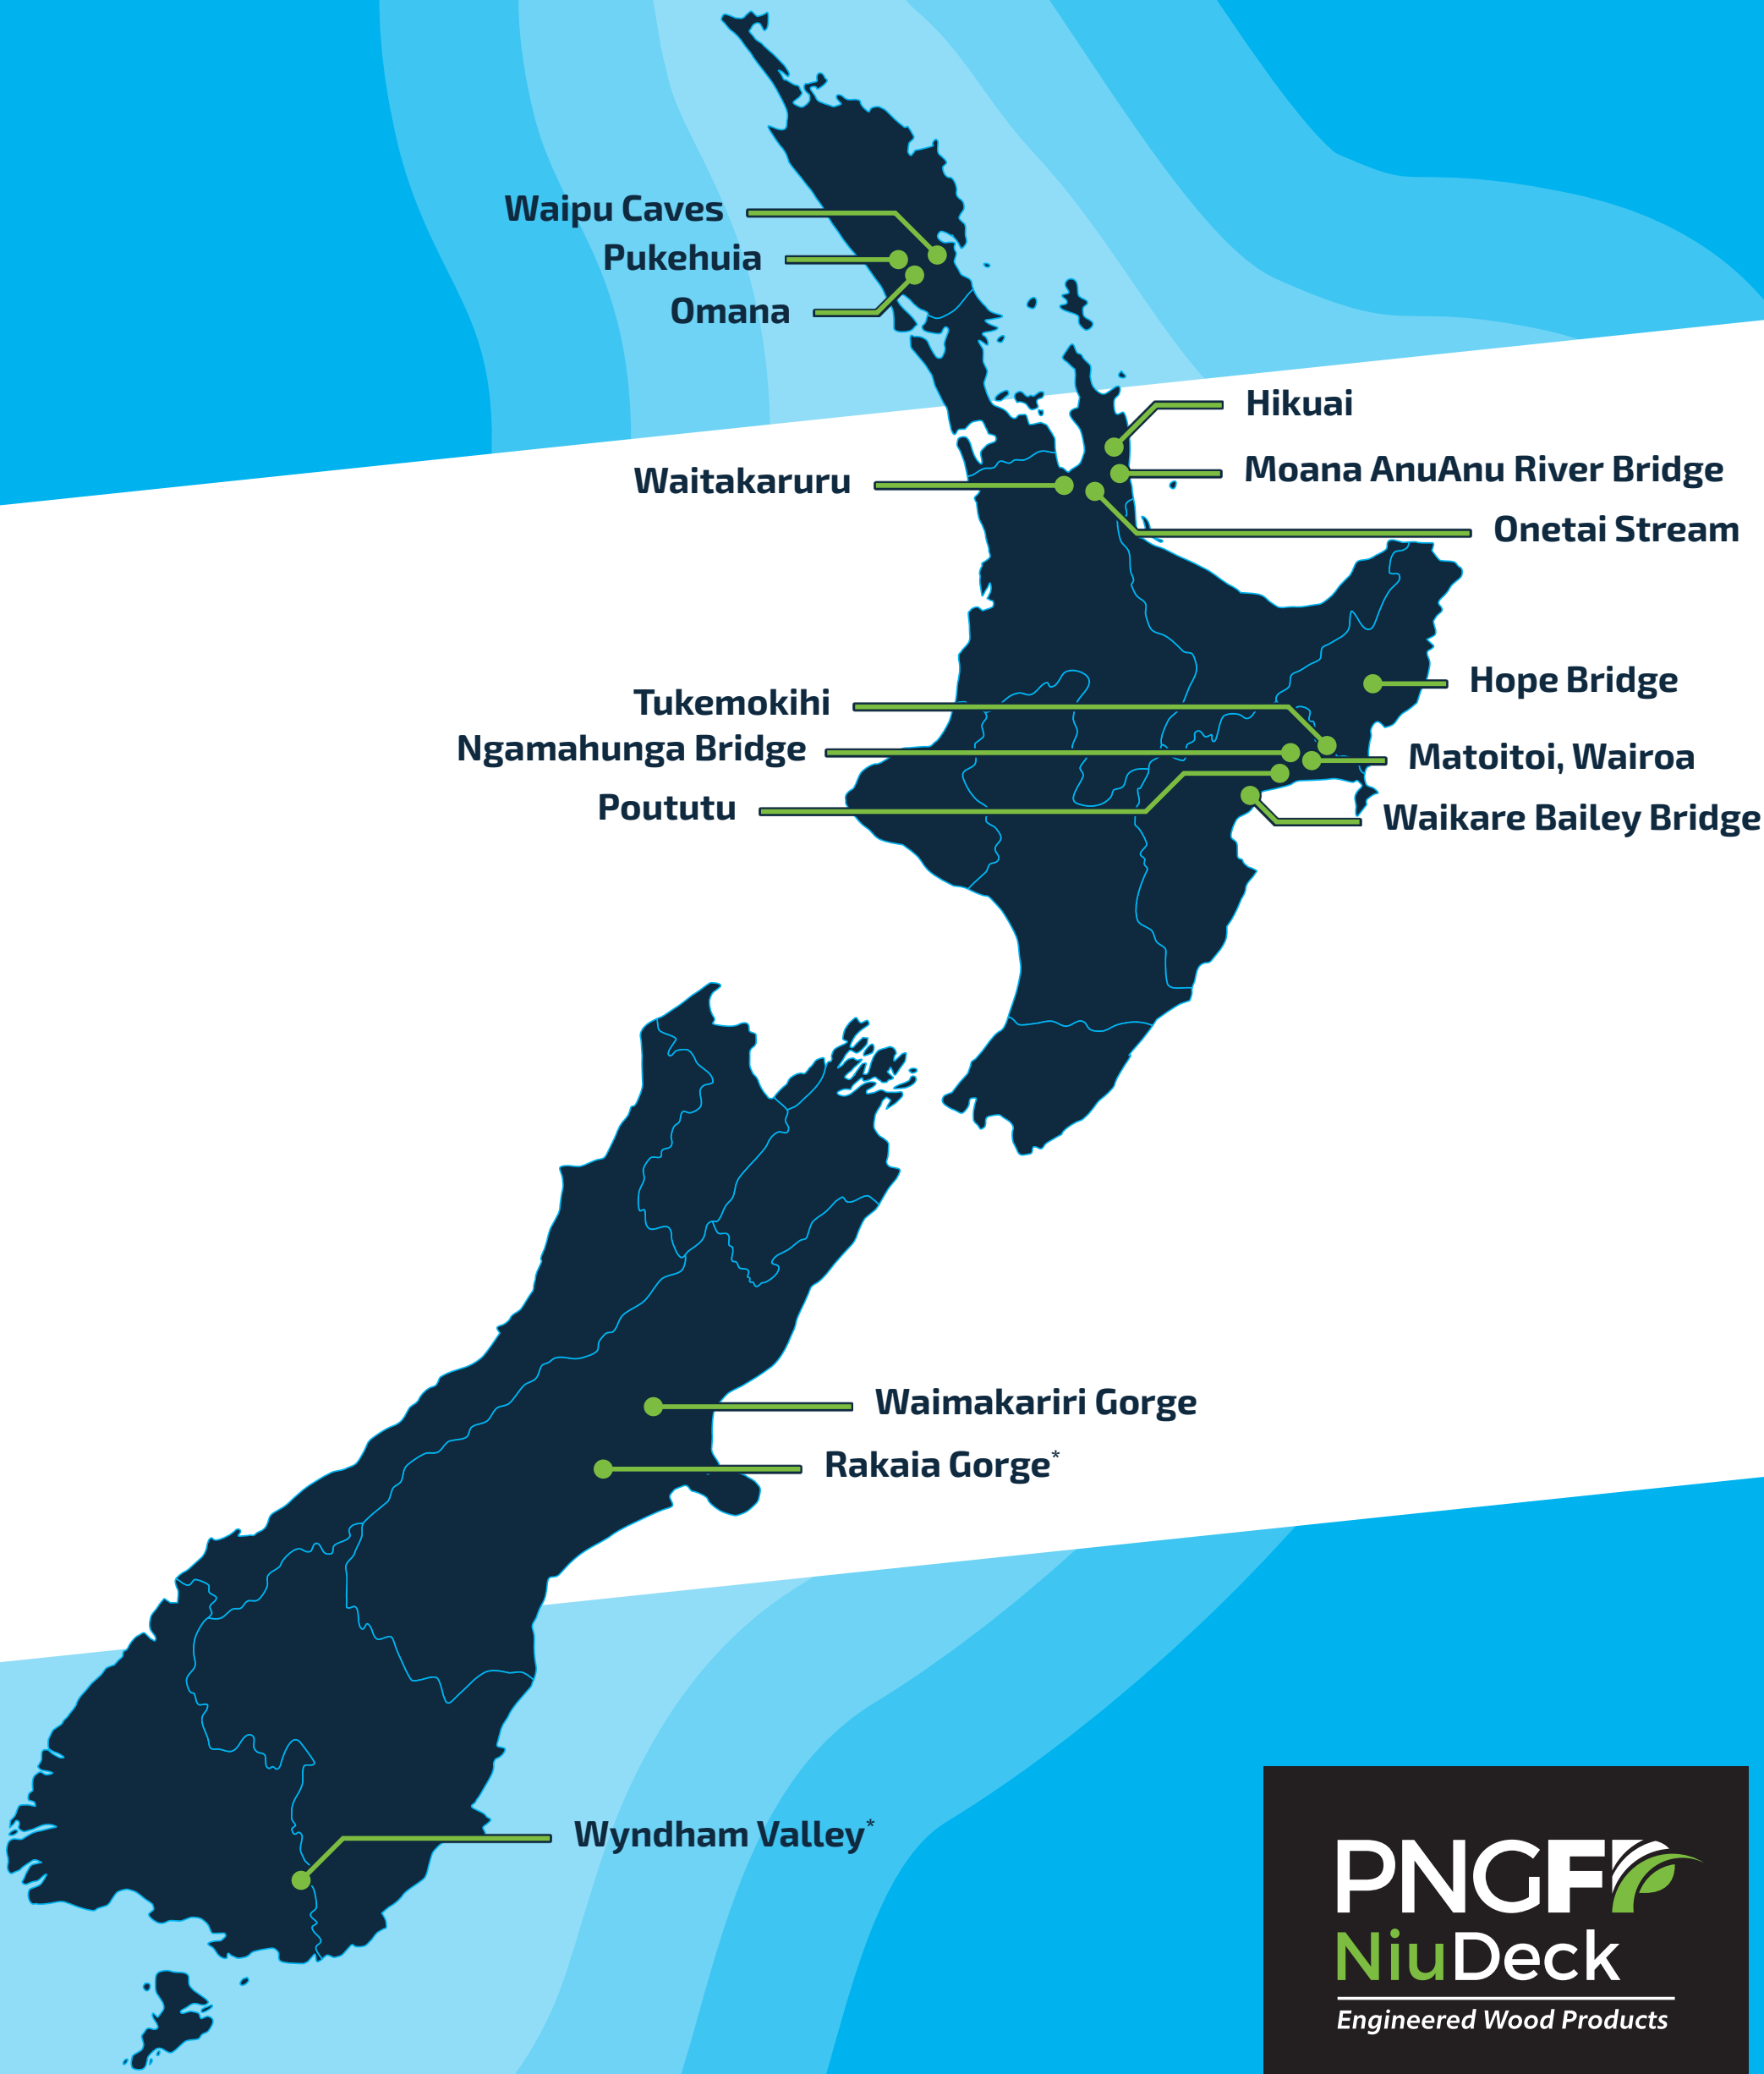 Waipu Caves
Pukehuia
Omana
Hikuai
Moana AnuAnu River Bridge
Waitakaruru
Onetai Stream
Hope Bridge
Tukemokihi
Ngamahunga Bridge
Matoitoi, Wairoa
Poututu
Waikare Bailey Bridge
Waimakariri Gorge
Rakaia Gorge*
Wyndham Valley*
PNGF
NiuDeck
Engineered Wood Products